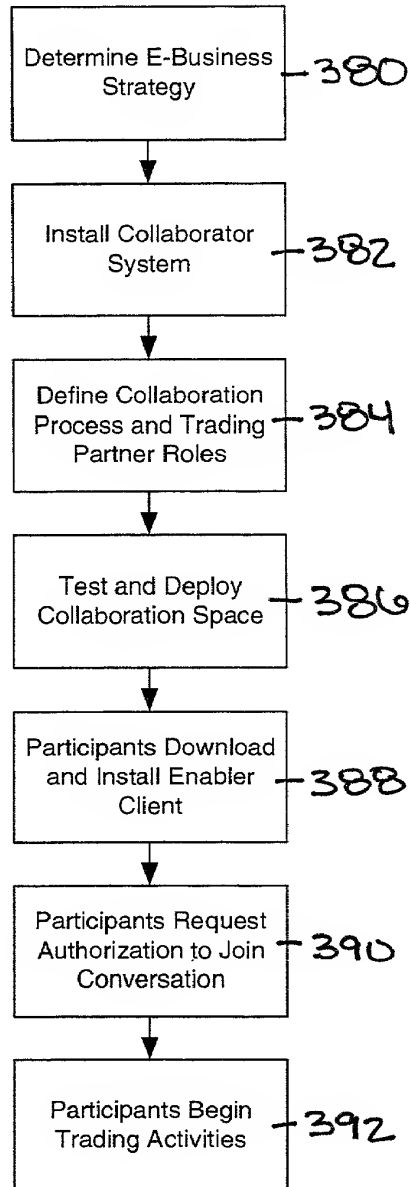 Determine E-Business
Strategy
380
Install Collaborator
System
382
Define Collaboration
Process and Trading
Partner Roles
384
Test and Deploy
Collaboration Space
386
Participants Download
and Install Enabler
Client
388
Participants Request
Authorization to Join
Conversation
390
Participants Begin
Trading Activities
392